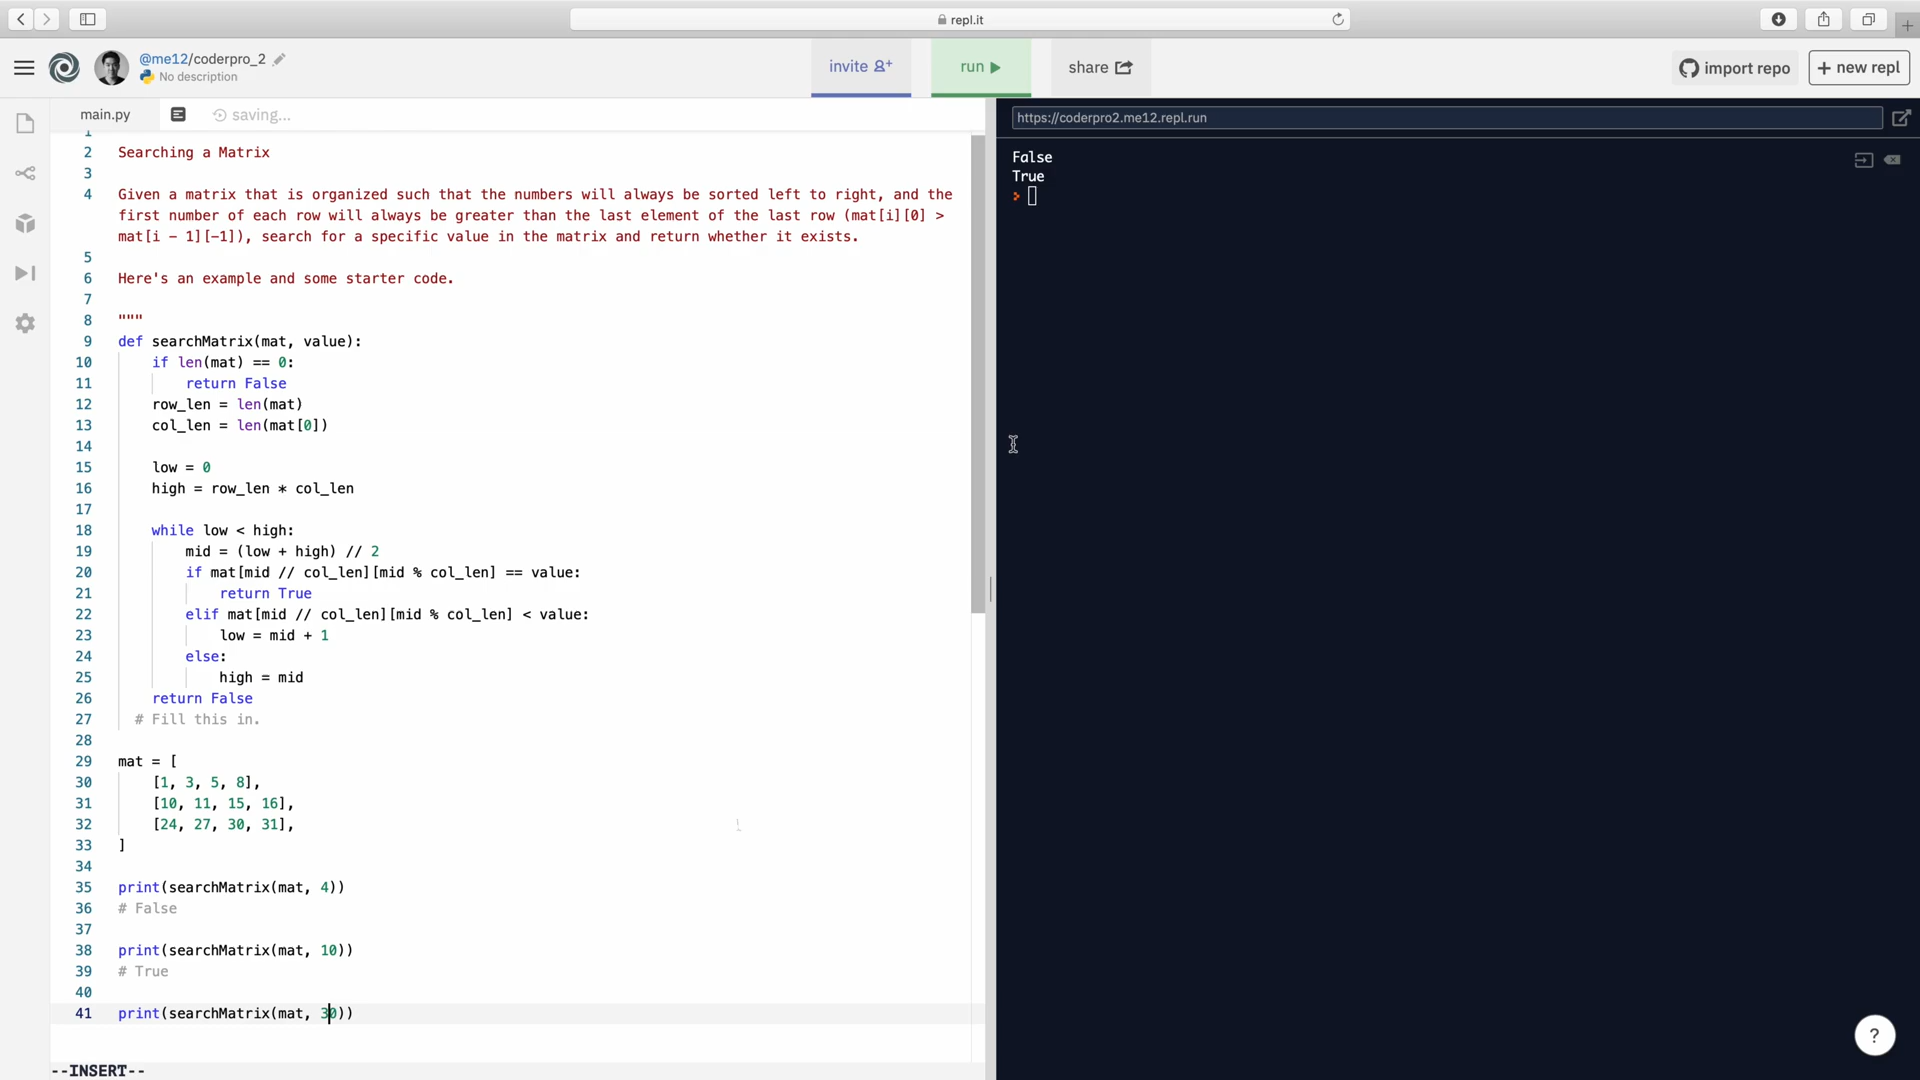 repl.it
@me12/coderpro_2
No description
invite
run
share
import repo
+ new repl
main.py
saving...
https://coderpro2.me12.repl.run
1
2 Searching a Matrix
3
4 Given a matrix that is organized such that the numbers will always be sorted left to right, and the
first number of each row will always be greater than the last element of the last row (mat[i][0] >
mat[i - 1][-1]), search for a specific value in the matrix and return whether it exists.
5
6 Here's an example and some starter code.
7
8 """
9 def searchMatrix(mat, value):
10 if len(mat) == 0:
11 return False
12 row_len = len(mat)
13 col_len = len(mat[0])
14
15 low = 0
16 high = row_len * col_len
17
18 while low < high:
19 mid = (low + high) // 2
20 if mat[mid // col_len][mid % col_len] == value:
21 return True
22 elif mat[mid // col_len][mid % col_len] < value:
23 low = mid + 1
24 else:
25 high = mid
26 return False
27 # Fill this in.
28
29 mat = [
30 [1, 3, 5, 8],
31 [10, 11, 15, 16],
32 [24, 27, 30, 31],
33 ]
34
35 print(searchMatrix(mat, 4))
36 # False
37
38 print(searchMatrix(mat, 10))
39 # True
40
41 print(searchMatrix(mat, 30))
--INSERT--
False
True
?